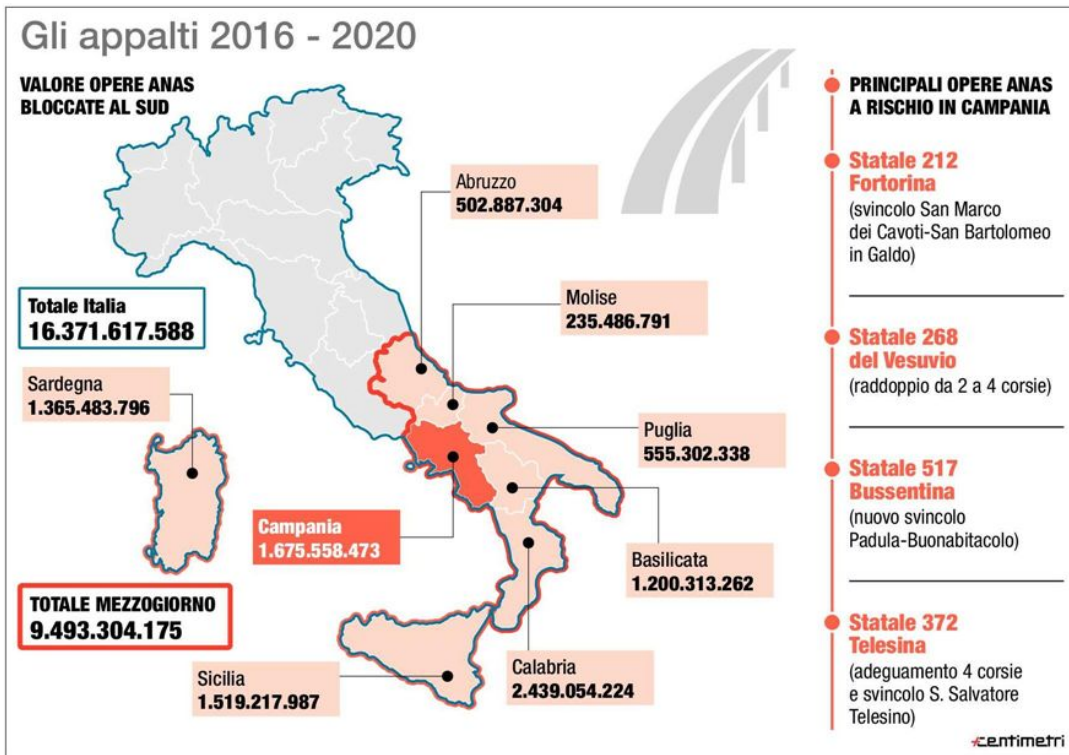 Gli appalti 2016 - 2020
VALORE OPERE ANAS
BLOCCATE AL SUD
Abruzzo
502.887.304
Molise
235.486.791
Totale Italia
16.371.617.588
Sardegna
1.365.483.796
Puglia
555.302.338
Campania
1.675.558.473
Basilicata
1.200.313.262
TOTALE MEZZOGIORNO
9.493.304.175
Sicilia
1.519.217.987
Calabria
2.439.054.224
PRINCIPALI OPERE ANAS
A RISCHIO IN CAMPANIA
Statale 212
Fortorina
(svincolo San Marco
dei Cavoti-San Bartolomeo
in Galdo)
Statale 268
del Vesuvio
(raddoppio da 2 a 4 corsie)
Statale 517
Bussentina
(nuovo svincolo
Padula-Buonabitacolo)
Statale 372
Telesina
(adeguamento 4 corsie
e svincolo S. Salvatore
Telesino)
centimetri